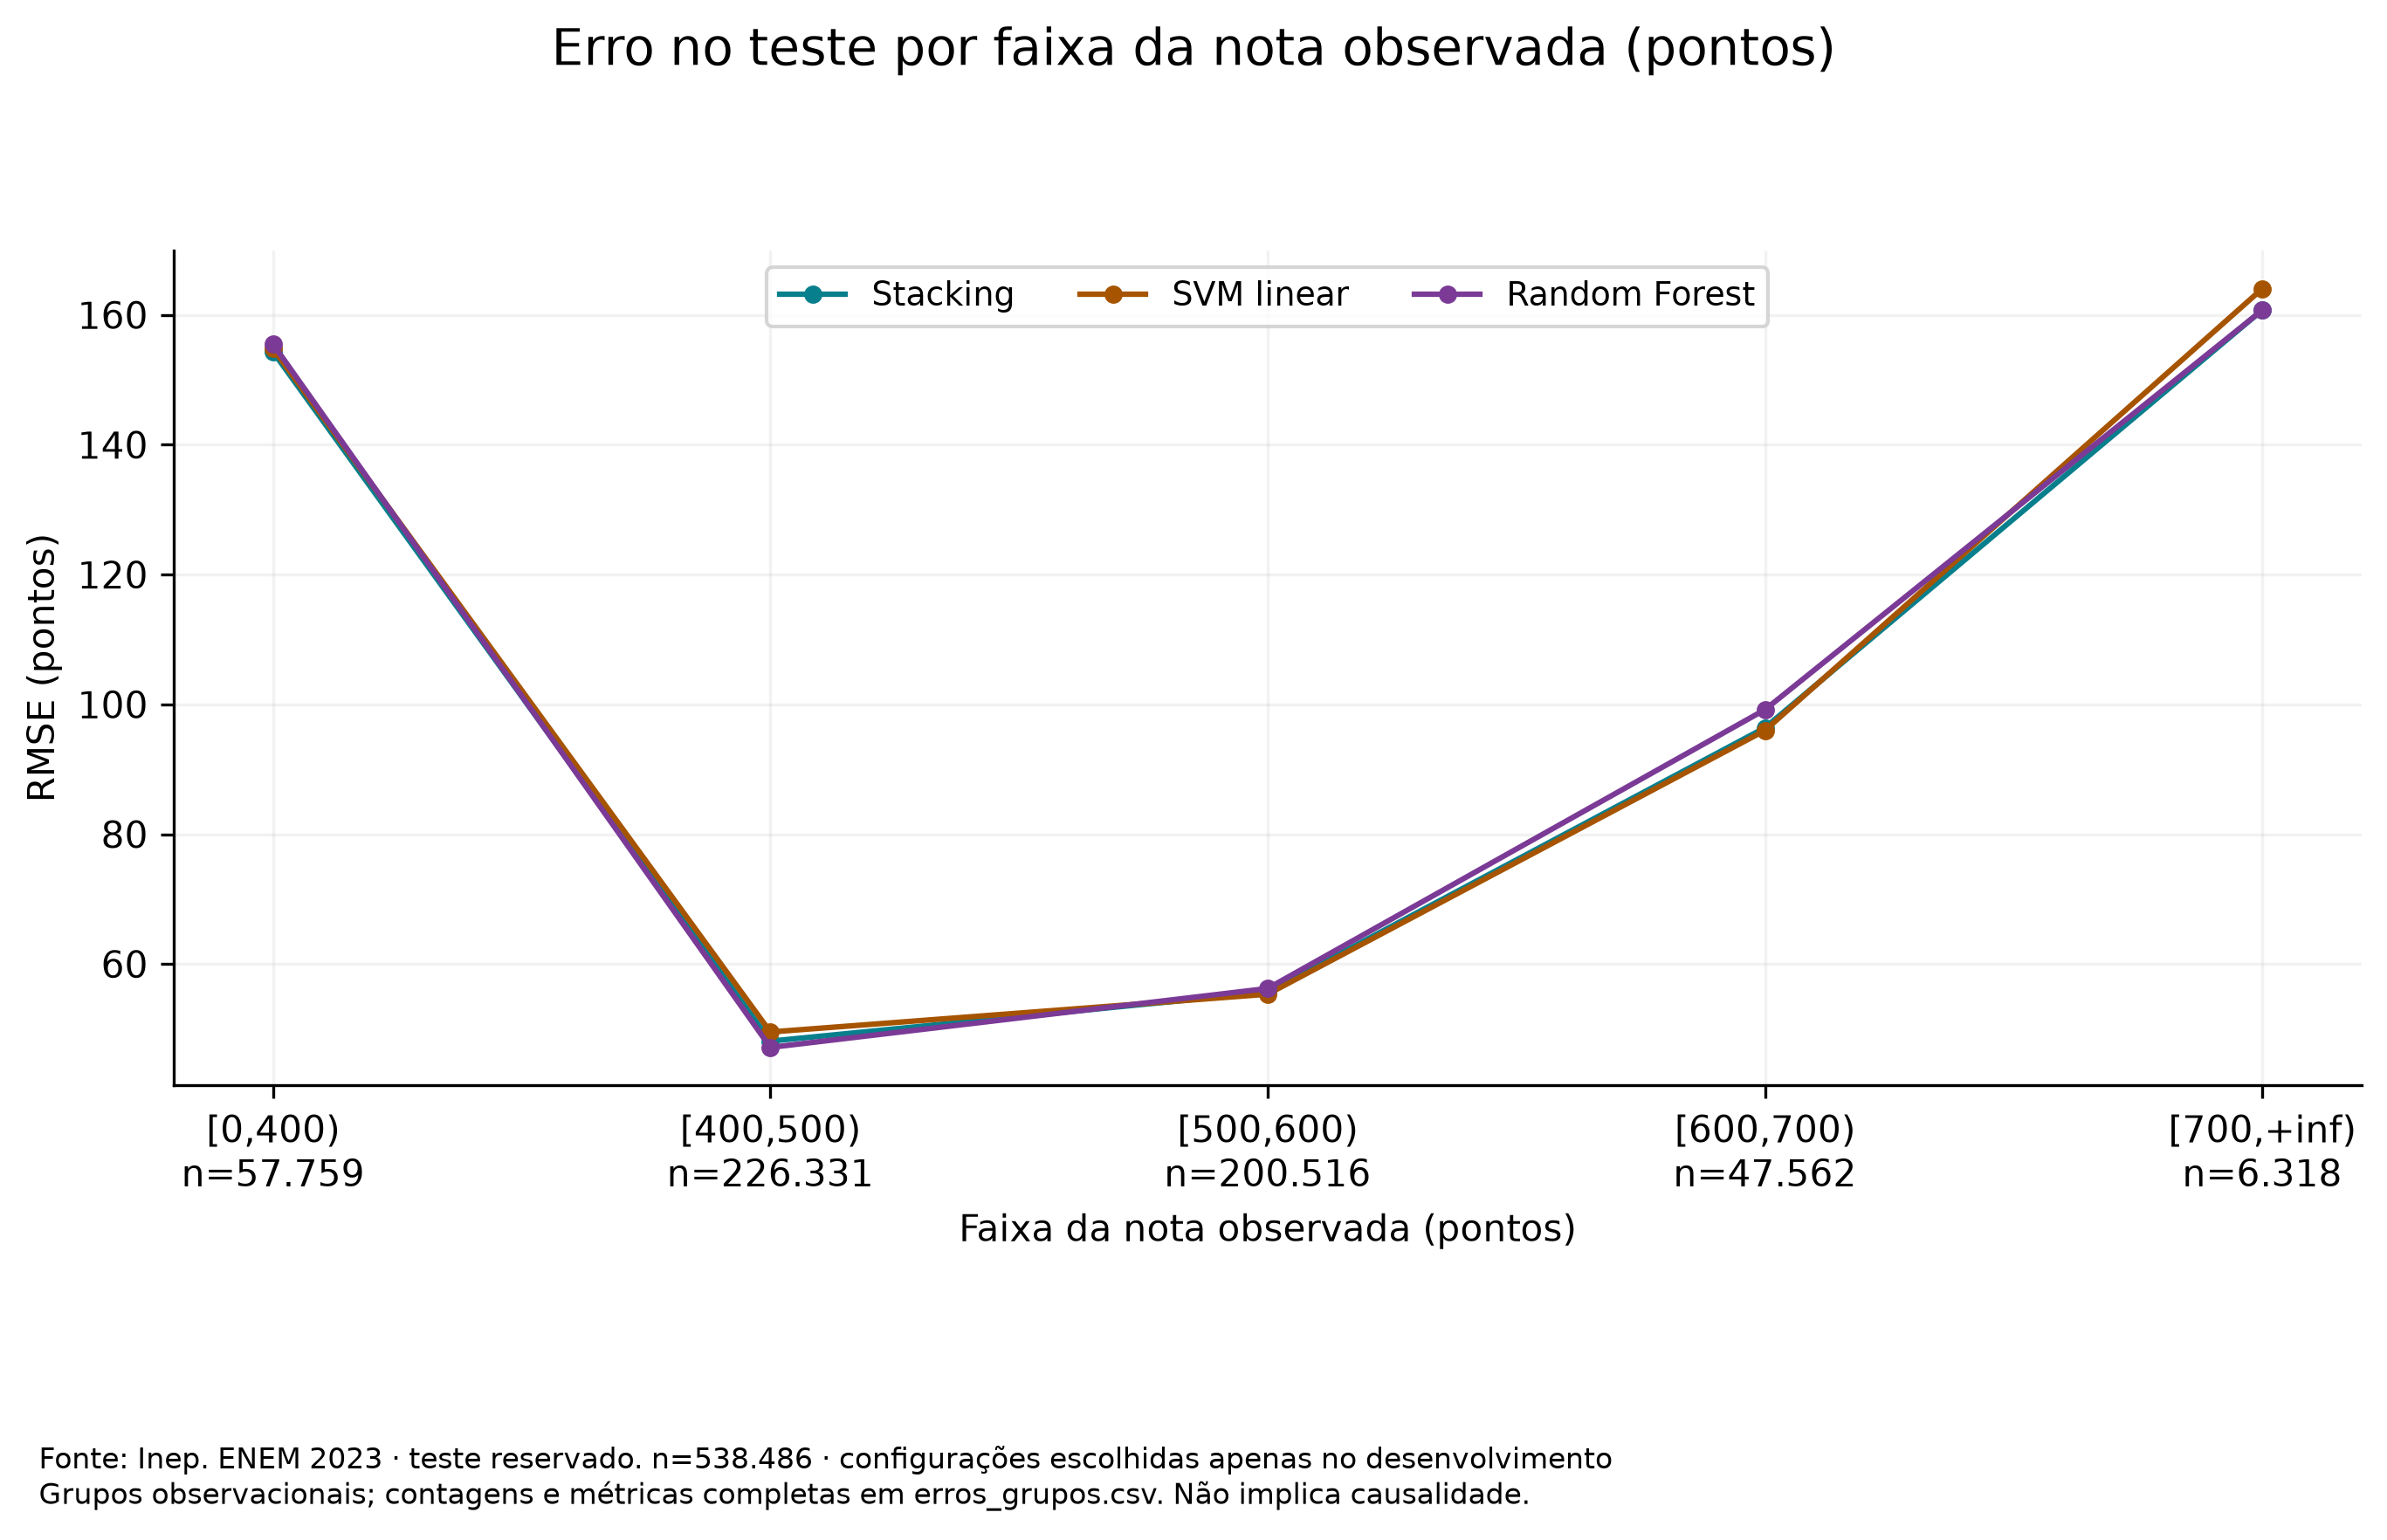 Erro no teste por faixa da nota observada (pontos)
Stacking
SVM linear
Random Forest
160
140
120
100
80
60
RMSE (pontos)
[0,400)
n=57.759
[400,500)
n=226.331
[500,600)
n=200.516
[600,700)
n=47.562
[700,+inf)
n=6.318
Faixa da nota observada (pontos)
Fonte: Inep. ENEM 2023 · teste reservado. n=538.486 · configurações escolhidas apenas no desenvolvimento
Grupos observacionais; contagens e métricas completas em erros_grupos.csv. Não implica causalidade.